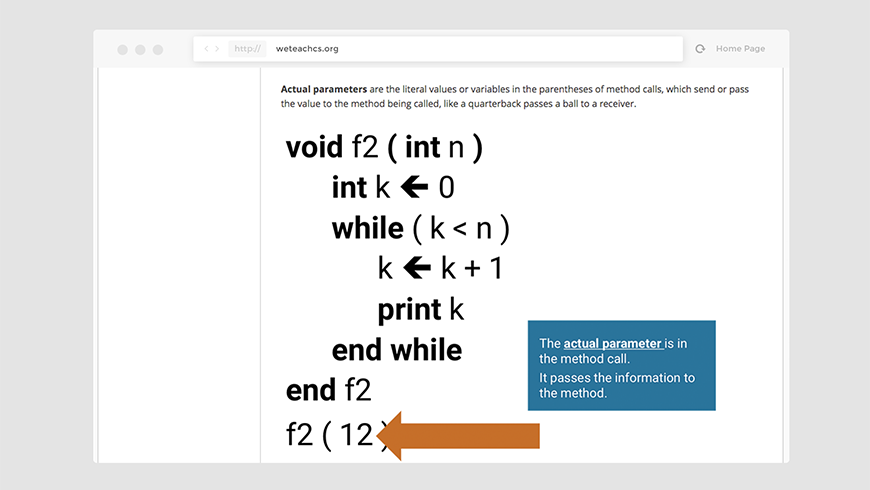 http:// weteachcs.org Home Page
Actual parameters are the literal values or variables in the parentheses of method calls, which send or pass
the value to the method being called, like a quarterback passes a ball to a receiver.
void f2 ( int n )
int k 🡨 0
while ( k < n )
k 🡨 k + 1
print k
end while
end f2
f2 ( 12 )
The actual parameter is in
the method call.
It passes the information to
the method.